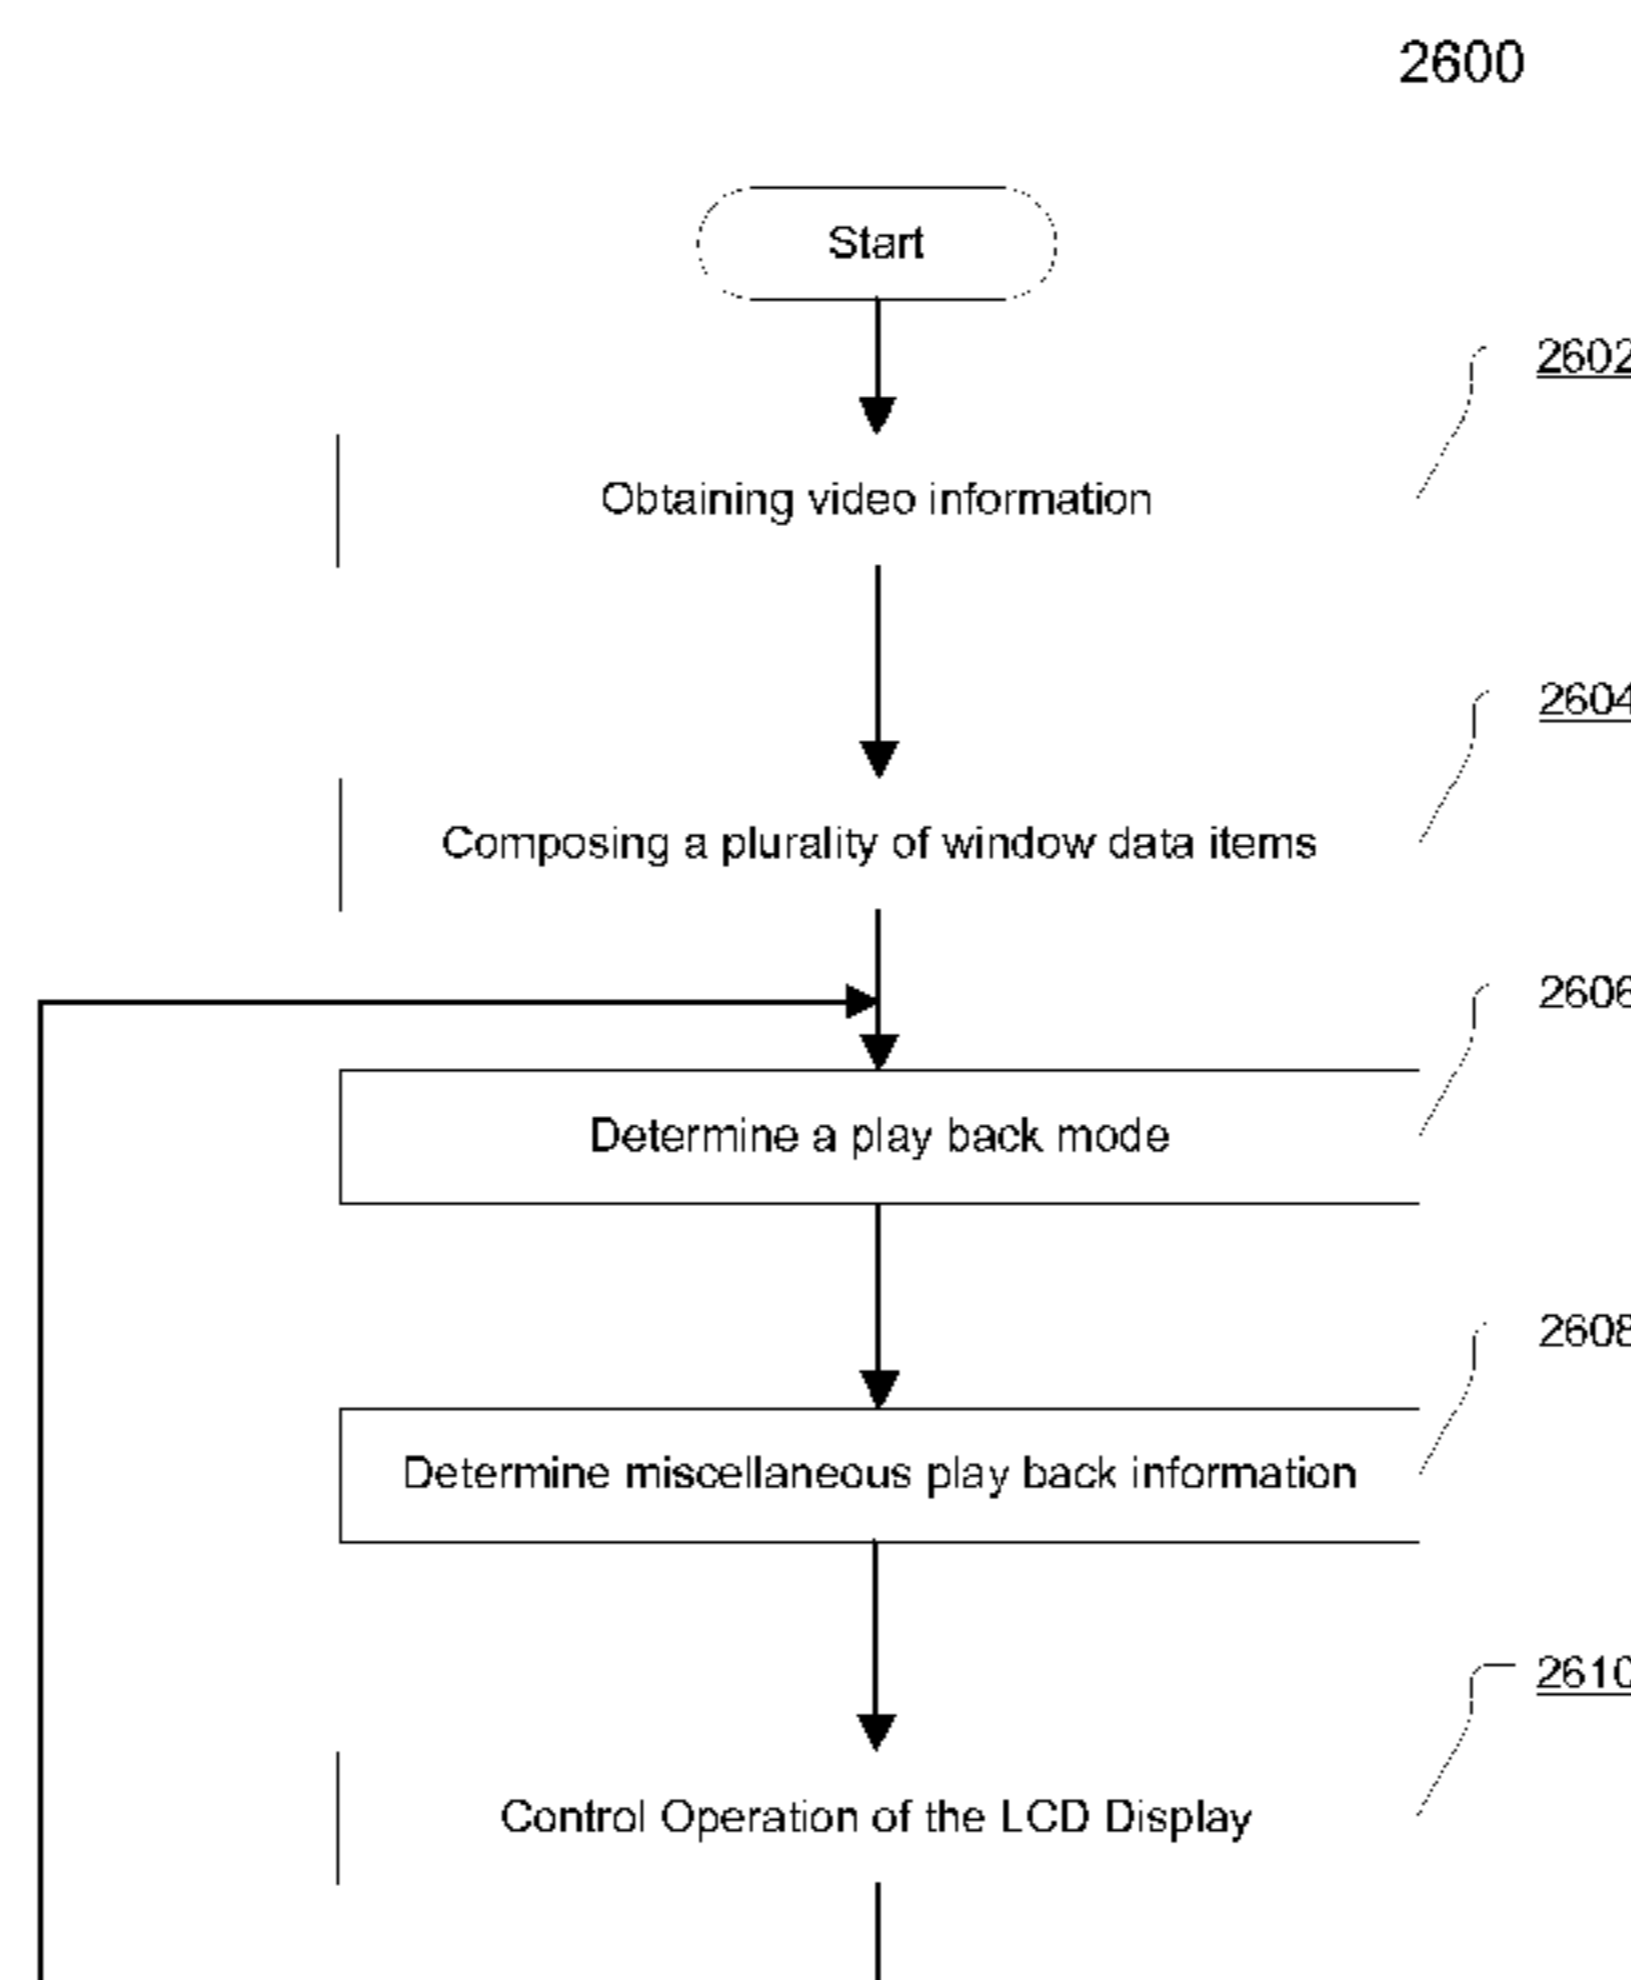 2600
Start
2602
Obtaining video information
2604
Composing a plurality of window data items
2606
Determine a play back mode
2608
Determine miscellaneous play back information
2610
Control Operation of the LCD Display